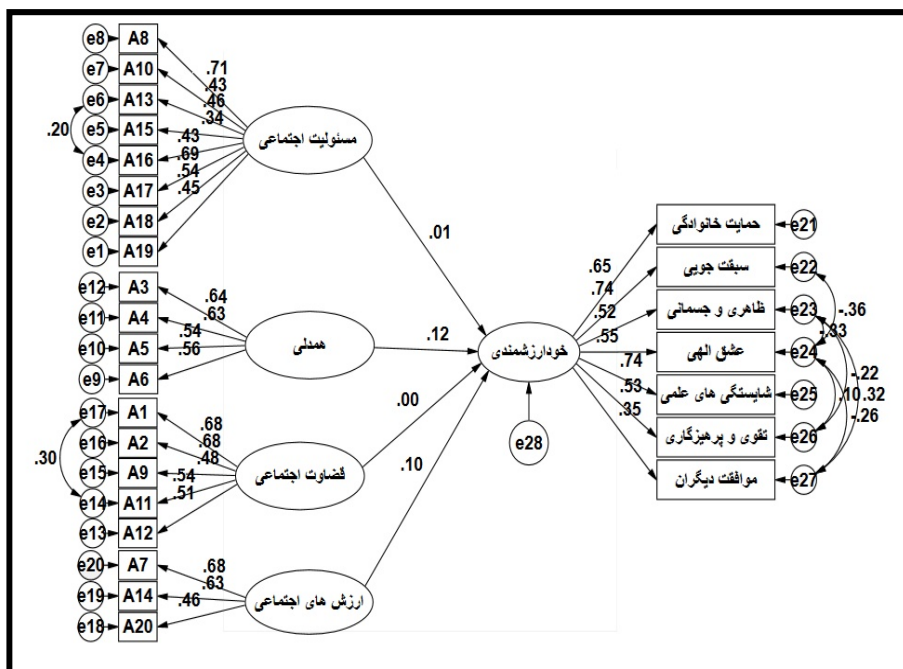 e8 A8
e7 A10
e6 A13
e5 A15
e4 A16
e3 A17
e2 A18
e1 A19
.20
.71
.43
.46
.34
.43
.69
.54
.45
مسئولیت اجتماعی
.01
e12 A3
e11 A4
e10 A5
e9 A6
.64
.63
.54
.56
همدلی
.12
e17 A1
e16 A2
e15 A9
e14 A11
e13 A12
.30
.68
.68
.48
.54
.51
قضاوت اجتماعی
.00
e20 A7
e19 A14
e18 A20
.68
.63
.46
ارزش های اجتماعی
.10
خودارزشمندی
e28
.65
.74
.52
.55
.74
.53
.35
حمایت خانوادگی e21
سبقت جویی e22
ظاهری و جسمانی e23
عشق الهی e24
شایستگی های علمی e25
تقوی و پرهیزگاری e26
موافقت دیگران e27
-.36
-.33
-.22
.10
.32
-.26